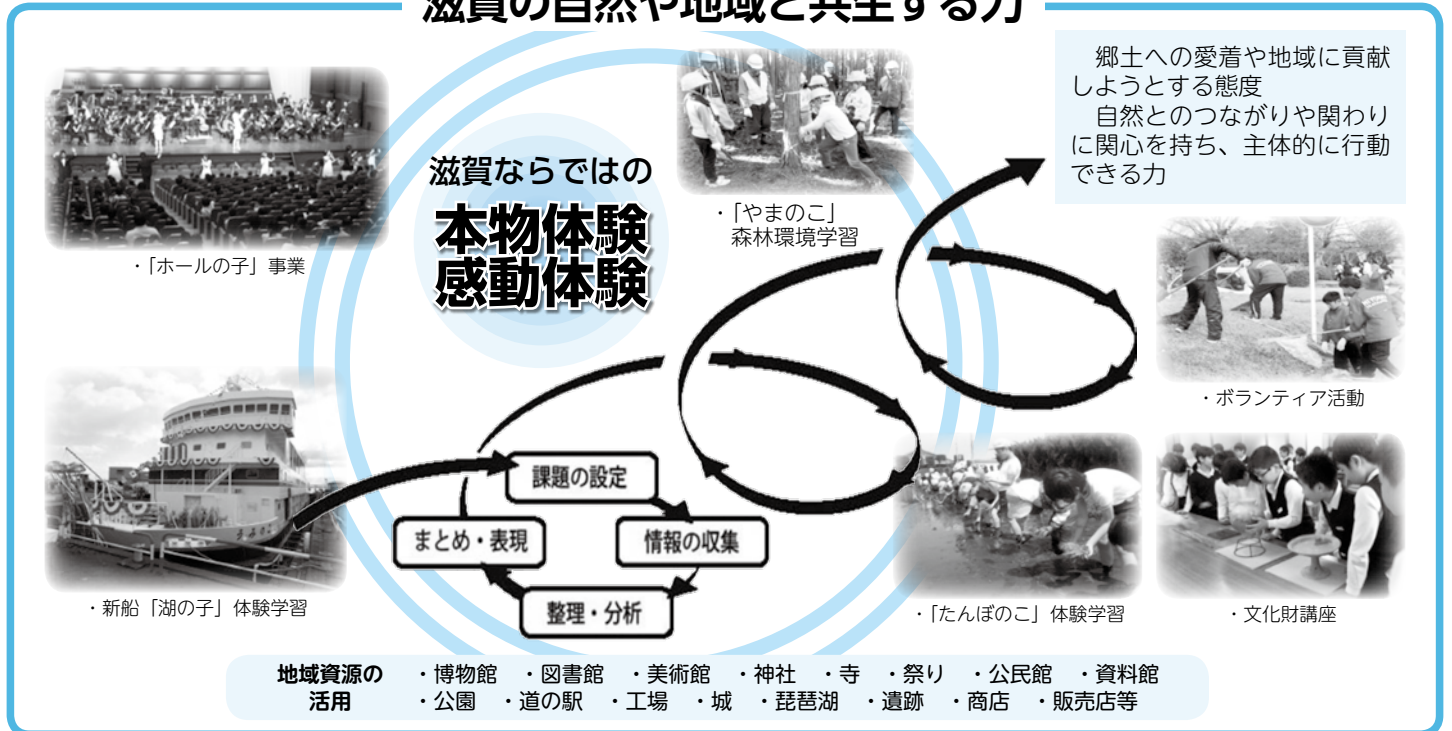 滋賀の自然や地域と共生する力
郷土への愛着や地域に貢献
しようとする態度
自然とのつながりや関わり
に関心を持ち、主体的に行動
できる力
滋賀ならではの
本物体験
感動体験
・「ホールの子」事業
・「やまのこ」
森林環境学習
・ボランティア活動
課題の設定
まとめ・表現
情報の収集
整理・分析
・新船「湖の子」体験学習
・「たんぼのこ」体験学習
・文化財講座
地域資源の
活用
・博物館 ・図書館 ・美術館 ・神社 ・寺 ・祭り ・公民館 ・資料館
・公園 ・道の駅 ・工場 ・城 ・琵琶湖 ・遺跡 ・商店 ・販売店等